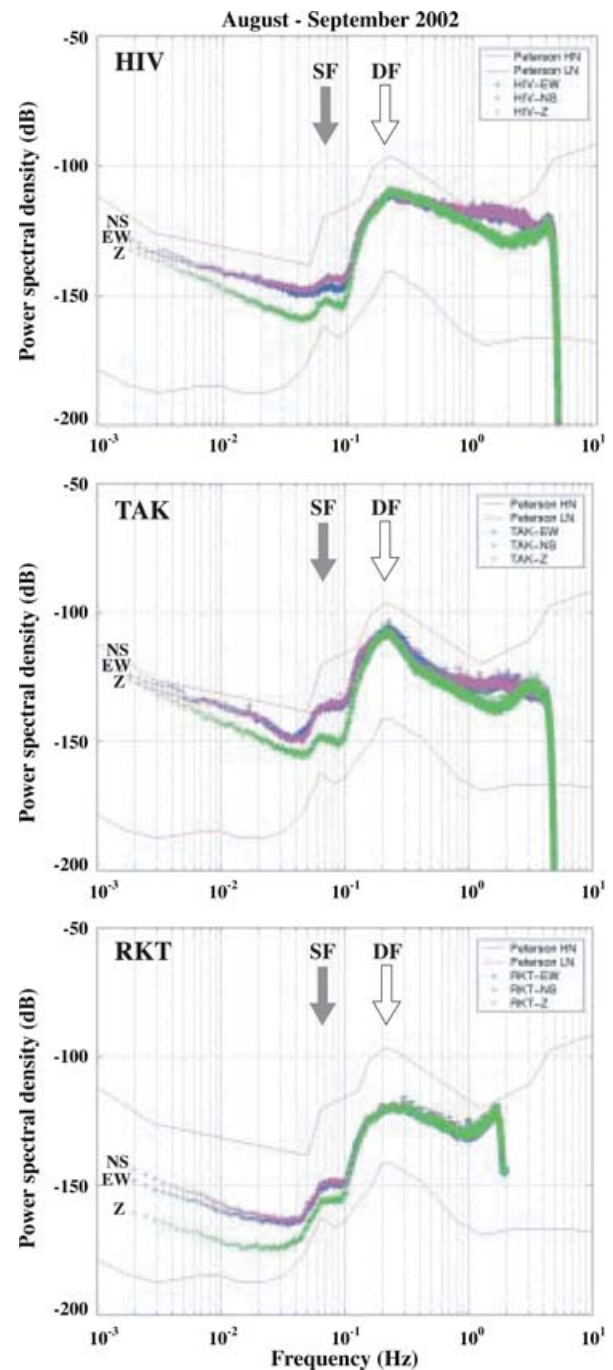 August - September 2002
HIV
SF
DF
Peterson HN
Peterson LN
HIV-EW
HIV-NS
HIV-Z
NS
EW
Z
Power spectral density (dB)
-50
-100
-150
-200
10-3
10-2
10-1
100
101
TAK
SF
DF
Peterson HN
Peterson LN
TAK-EW
TAK-NS
TAK-Z
NS
EW
Z
Power spectral density (dB)
-50
-100
-150
-200
10-3
10-2
10-1
100
101
RKT
SF
DF
Peterson HN
Peterson LN
RKT-EW
RKT-NS
RKT-Z
NS
EW
Z
Power spectral density (dB)
-50
-100
-150
-200
10-3
10-2
10-1
100
101
Frequency (Hz)